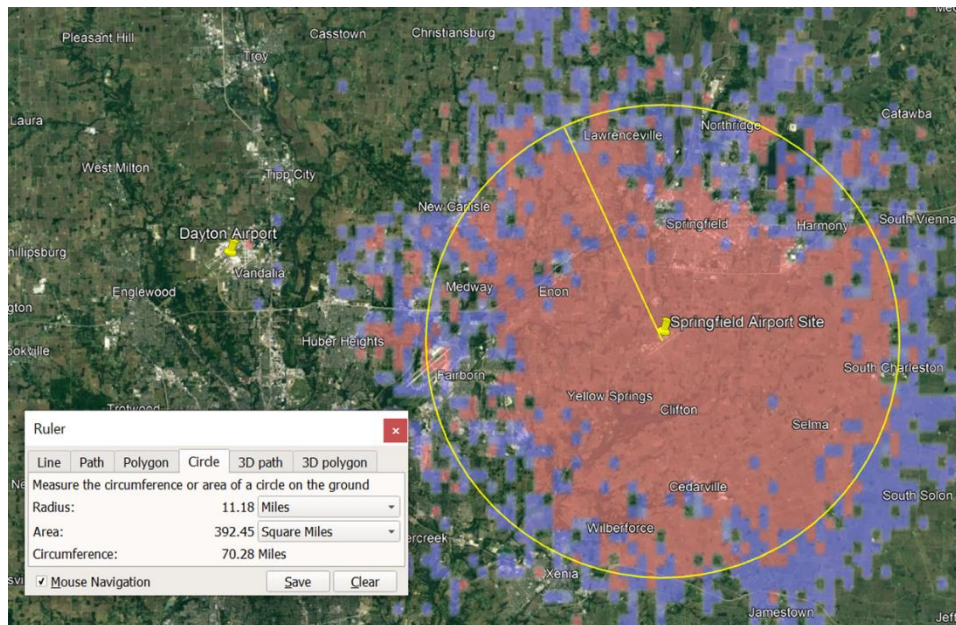 Pleasant Hill
Casstown
Christiansburg
Troy
Laura
Catawba
Lawrenceville
Northridge
West Milton
Tipp City
New Carlisle
Springfield
Harmony
South Vienna
Dayton Airport
hillipsburg
Vandalia
Medway
Enon
Englewood
ngton
Springfield Airport Site
Huber Heights
ookville
Fairborn
South Charleston
Yellow Springs
Clifton
Trotwood
Selma
Ruler
Line Path Polygon Circle 3D path 3D polygon
Measure the circumference or area of a circle on the ground
Radius: 11.18 Miles
Area: 392.45 Square Miles
Circumference: 70.28 Miles
Mouse Navigation Save Clear
Cedarville
South Solon
Wilberforce
ercreek
Xenia
Jamestown
Jeff